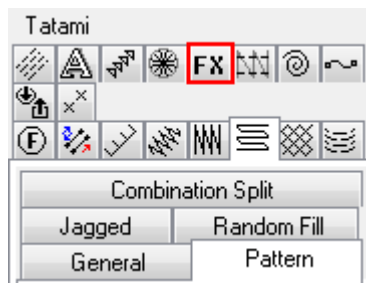 Tatami
A FX
F
Combination Split
Jagged Random Fill
General Pattern